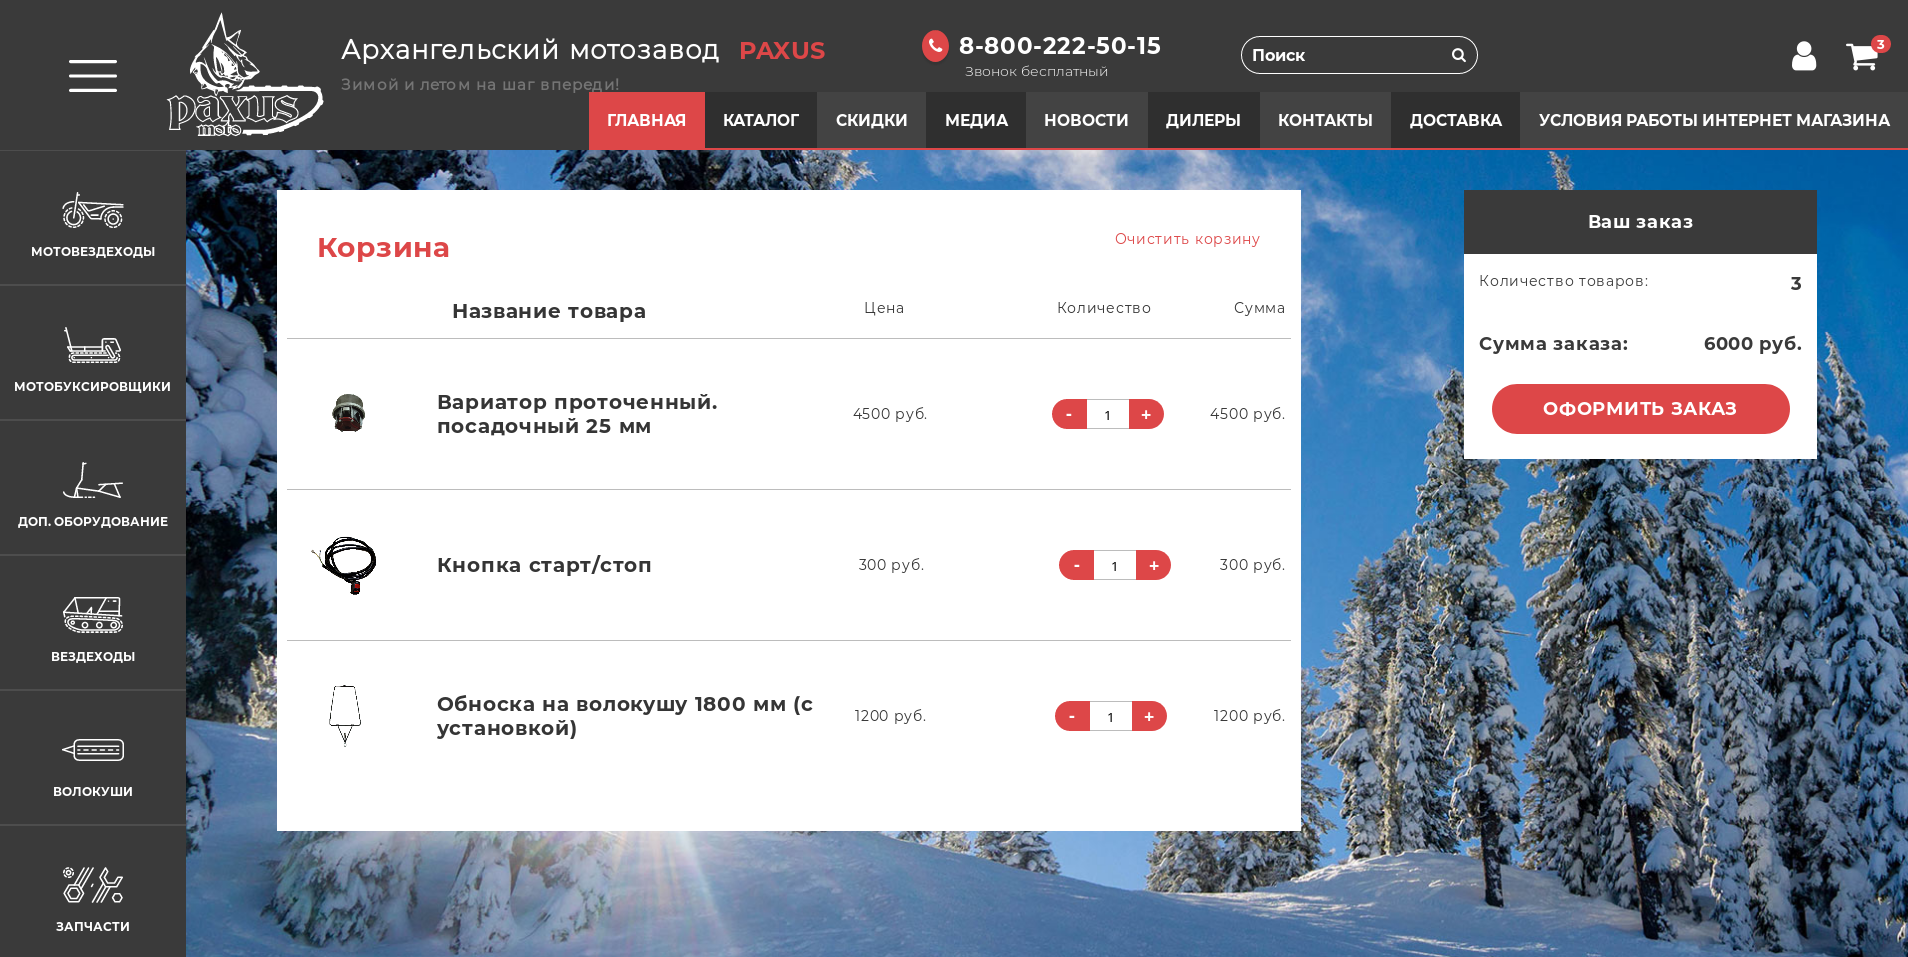 paxus
moto
Архангельский мотозавод PAXUS
Зимой и летом на шаг впереди!
8-800-222-50-15
Звонок бесплатный
Поиск
3
ГЛАВНАЯ КАТАЛОГ СКИДКИ МЕДИА НОВОСТИ ДИЛЕРЫ КОНТАКТЫ ДОСТАВКА УСЛОВИЯ РАБОТЫ ИНТЕРНЕТ МАГАЗИНА
МОТОВЕЗДЕХОДЫ
МОТОБУКСИРОВЩИКИ
ДОП. ОБОРУДОВАНИЕ
ВЕЗДЕХОДЫ
ВОЛОКУШИ
ЗАПЧАСТИ
Корзина
Очистить корзину
Название товара Цена Количество Сумма
Вариатор проточенный.
посадочный 25 мм
4500 руб. - 1 + 4500 руб.
Кнопка старт/стоп 300 руб. - 1 + 300 руб.
Обноска на волокушу 1800 мм (с
установкой)
1200 руб. - 1 + 1200 руб.
Ваш заказ
Количество товаров: 3
Сумма заказа: 6000 руб.
ОФОРМИТЬ ЗАКАЗ